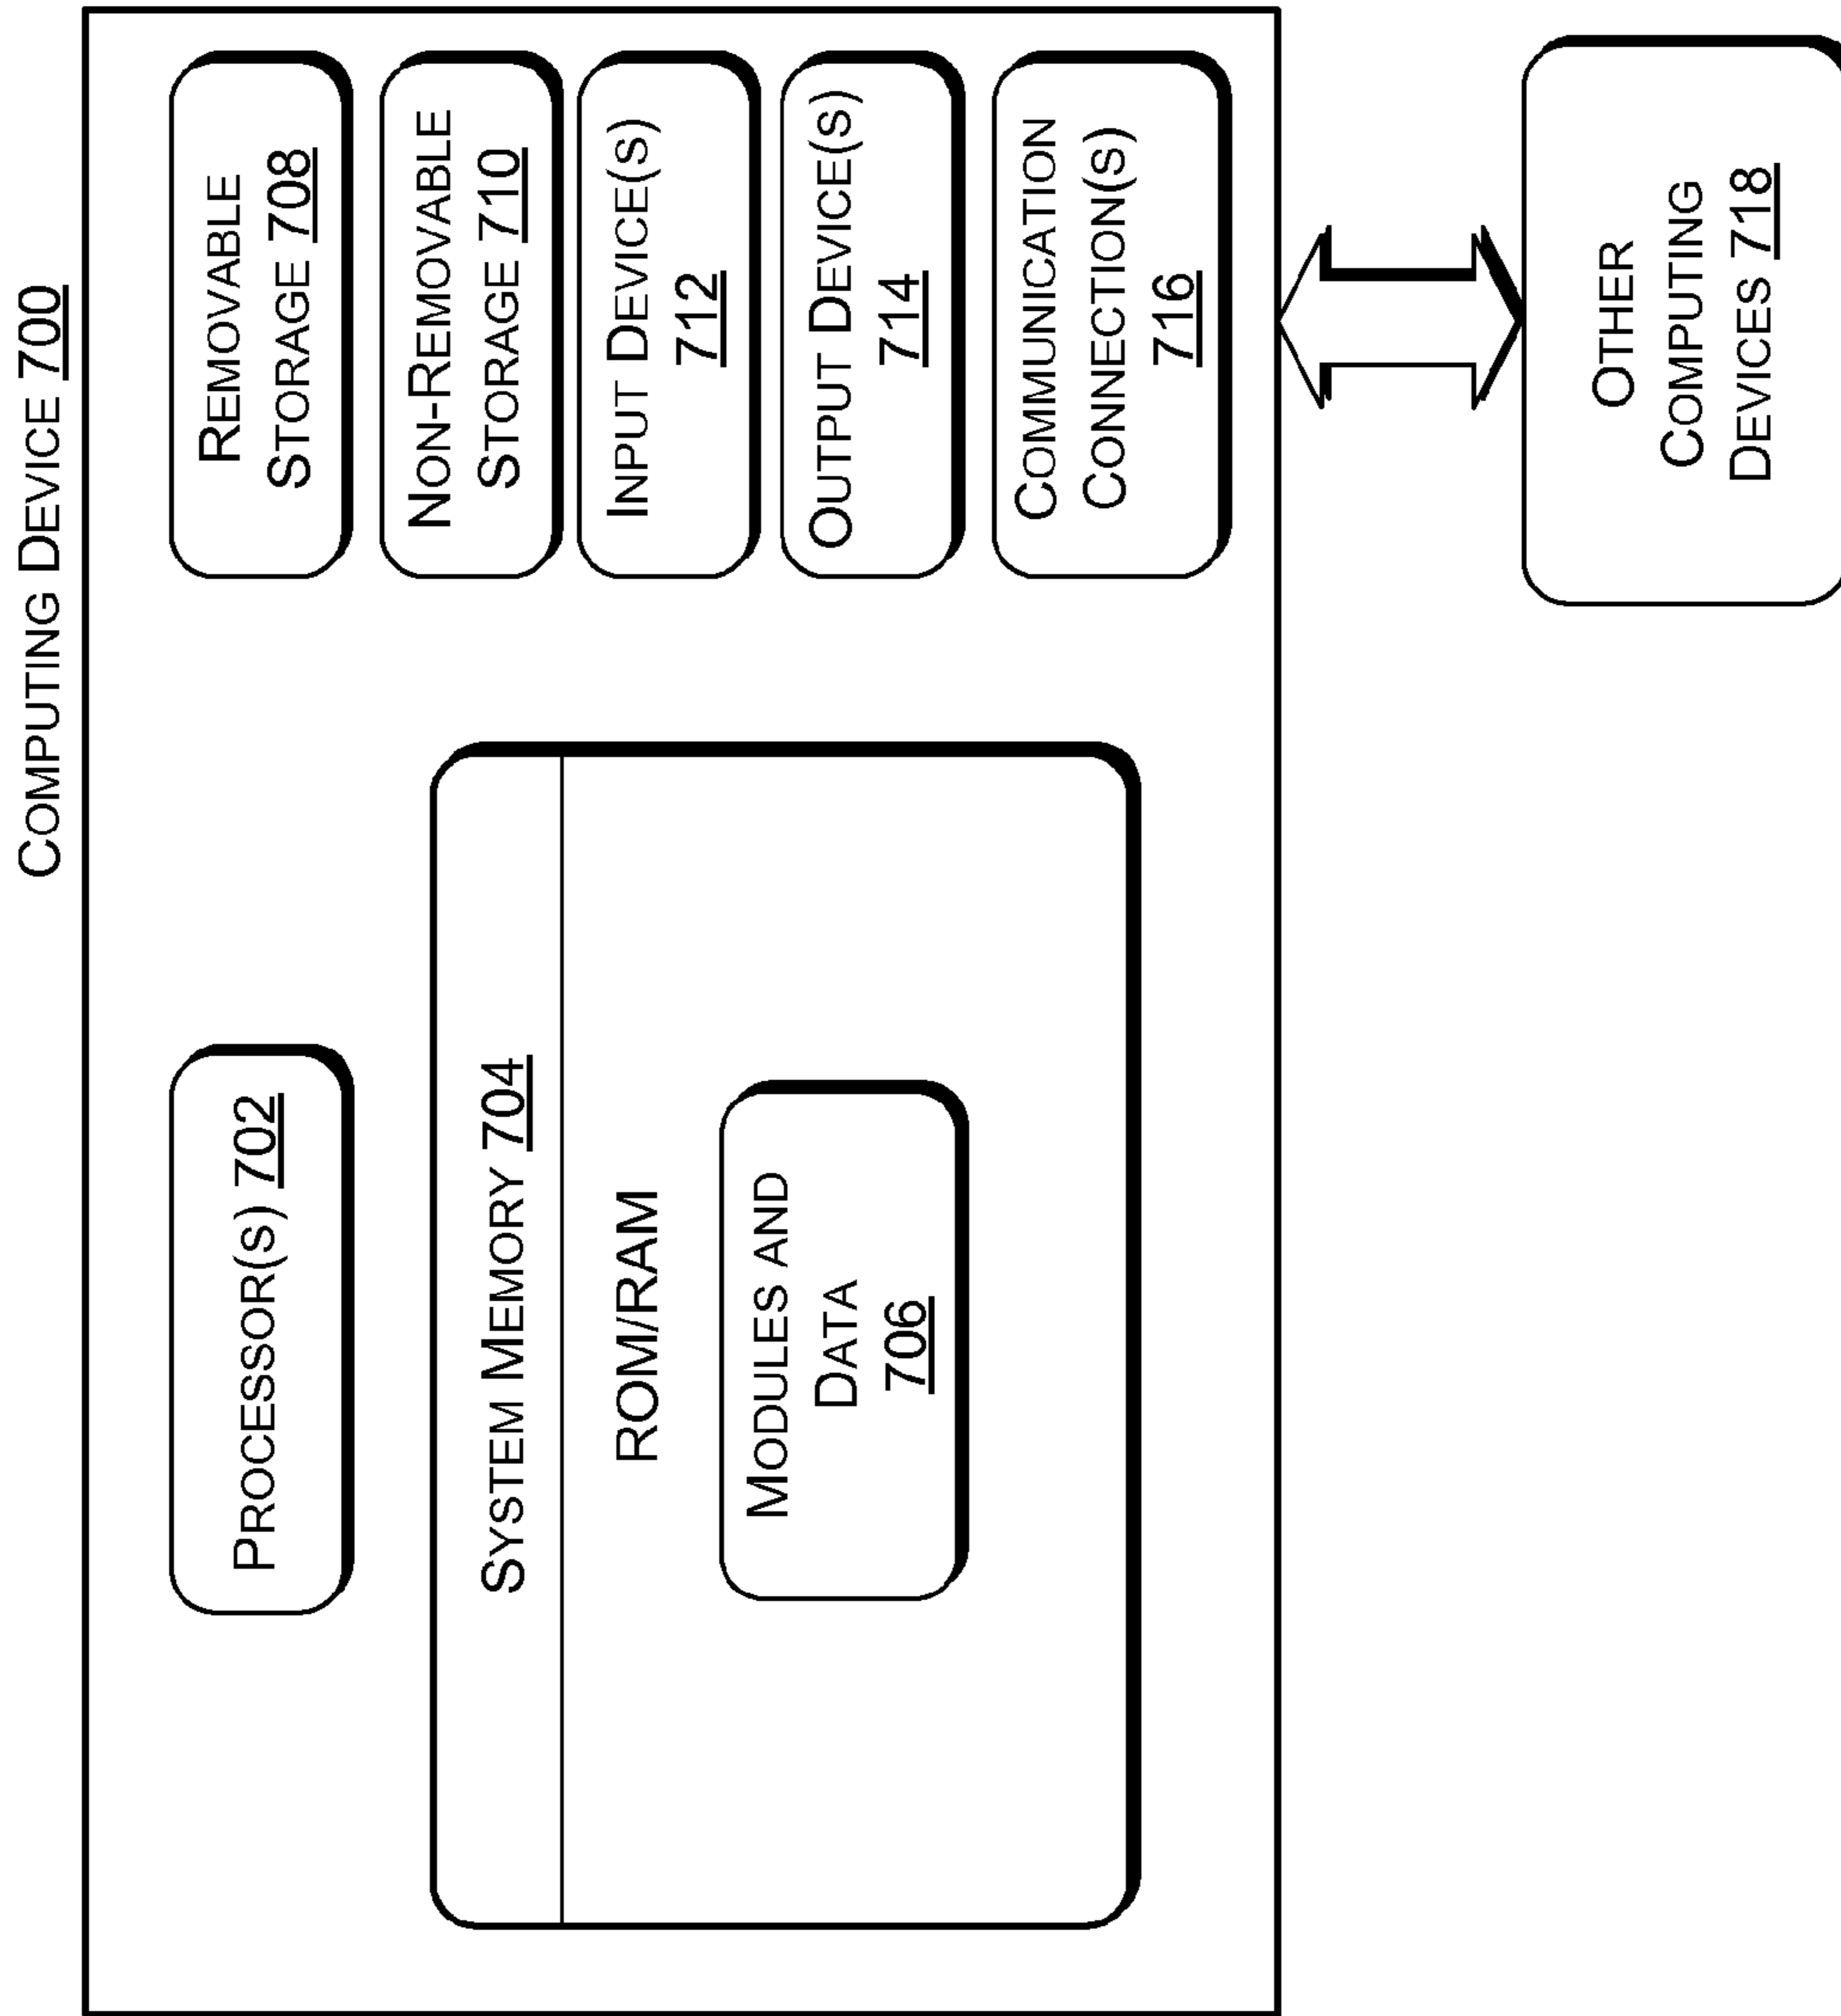 COMPUTING DEVICE 700
PROCESSOR(S) 702
SYSTEM MEMORY 704
ROM/RAM
MODULES AND
DATA
706
REMOVABLE
STORAGE 708
NON-REMOVABLE
STORAGE 710
INPUT DEVICE(S)
712
OUTPUT DEVICE(S)
714
COMMUNICATION
CONNECTION(S)
716
OTHER
COMPUTING
DEVICES 718